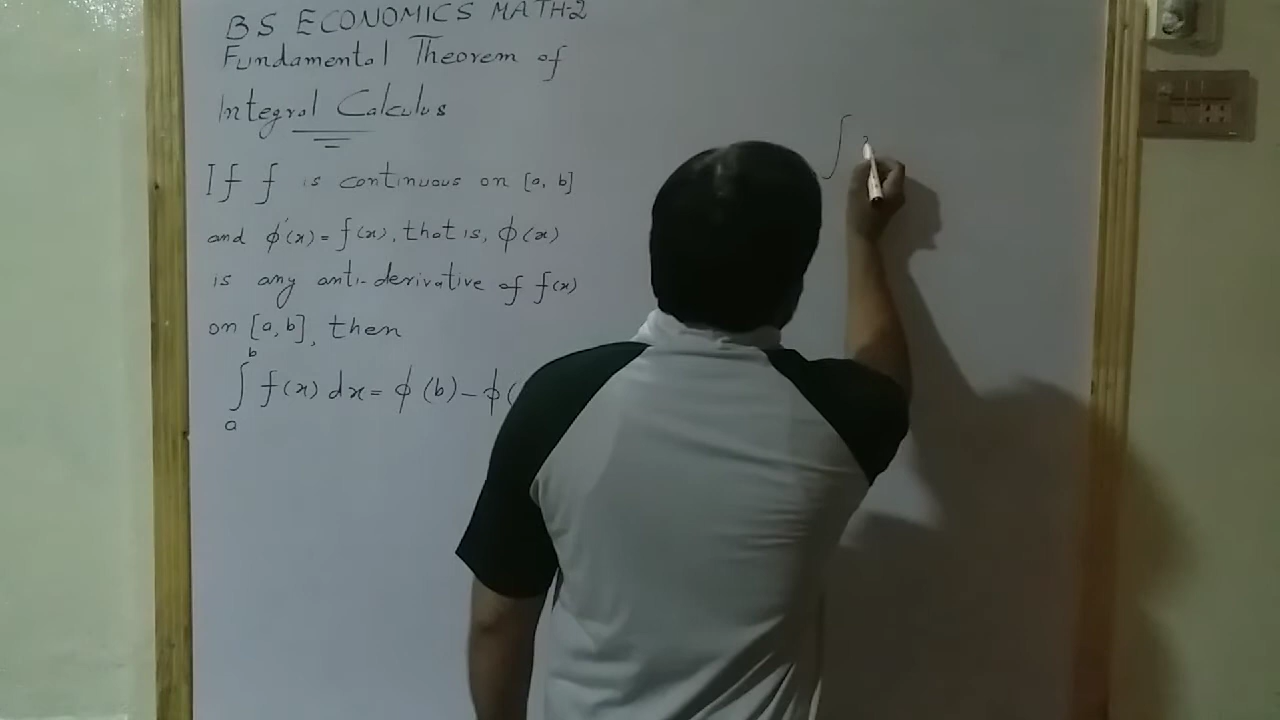 BS ECONOMICS MATH-2
Fundamental Theorem of
Integral Calculus
If f is continuous on [a, b]
and ϕ'(x) = f(x), that is, ϕ(x)
is any anti-derivative of f(x)
on [a, b], then
∫ₐᵇ f(x) dx = ϕ(b) – ϕ(
∫